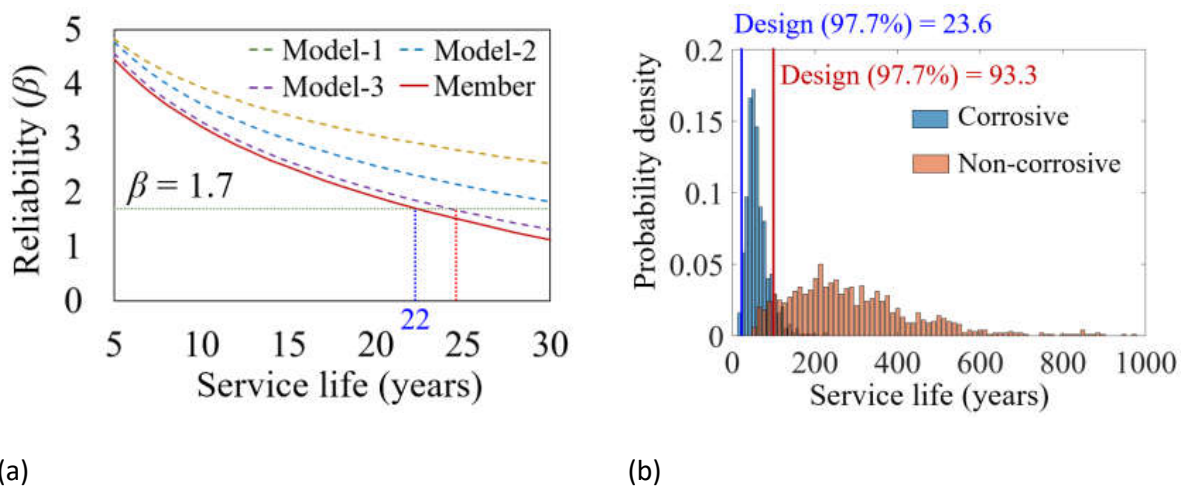 5
4
3
2
1
0
Reliability (β)
Model-1
Model-2
Model-3
Member
β = 1.7
22
5
10
15
20
25
30
Service life (years)
(a)
Design (97.7%) = 23.6
Design (97.7%) = 93.3
0.2
0.15
0.1
0.05
0
Probability density
Corrosive
Non-corrosive
0
200
400
600
800
1000
Service life (years)
(b)